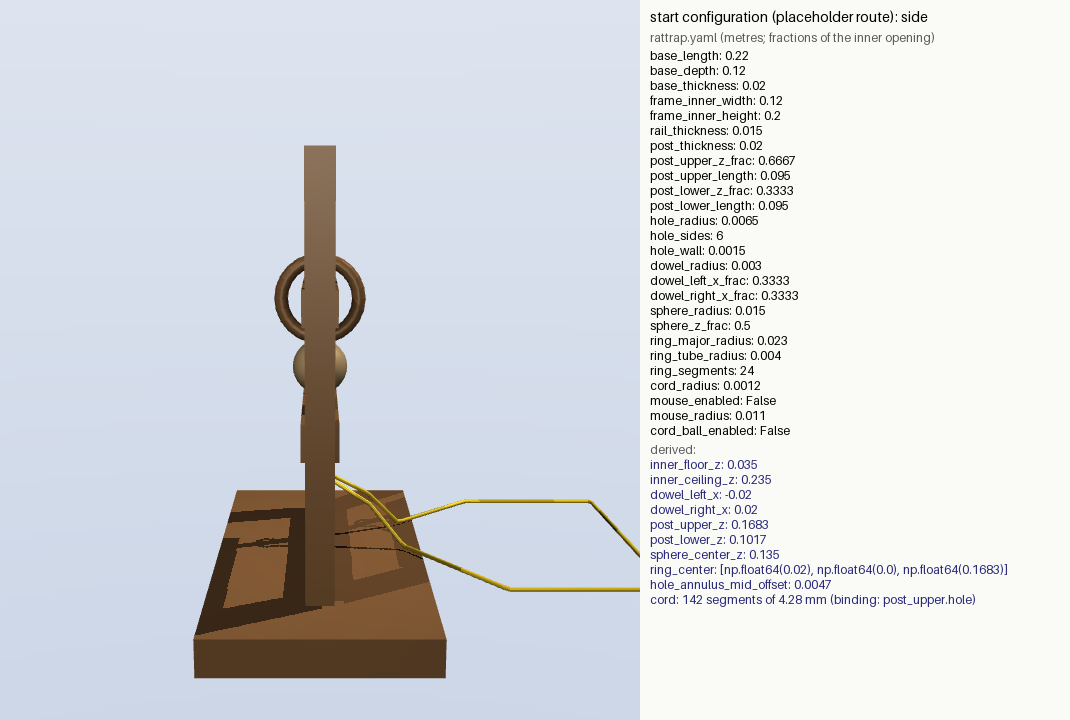 start configuration (placeholder route): side
rattrap.yaml (metres; fractions of the inner opening)
base_length: 0.22
base_depth: 0.12
base_thickness: 0.02
frame_inner_width: 0.12
frame_inner_height: 0.2
rail_thickness: 0.015
post_thickness: 0.02
post_upper_z_frac: 0.6667
post_upper_length: 0.095
post_lower_z_frac: 0.3333
post_lower_length: 0.095
hole_radius: 0.0065
hole_sides: 6
hole_wall: 0.0015
dowel_radius: 0.003
dowel_left_x_frac: 0.3333
dowel_right_x_frac: 0.3333
sphere_radius: 0.015
sphere_z_frac: 0.5
ring_major_radius: 0.023
ring_tube_radius: 0.004
ring_segments: 24
cord_radius: 0.0012
mouse_enabled: False
mouse_radius: 0.011
cord_ball_enabled: False
derived:
inner_floor_z: 0.035
inner_ceiling_z: 0.235
dowel_left_x: -0.02
dowel_right_x: 0.02
post_upper_z: 0.1683
post_lower_z: 0.1017
sphere_center_z: 0.135
ring_center: [np.float64(0.02), np.float64(0.0), np.float64(0.1683)]
hole_annulus_mid_offset: 0.0047
cord: 142 segments of 4.28 mm (binding: post_upper.hole)